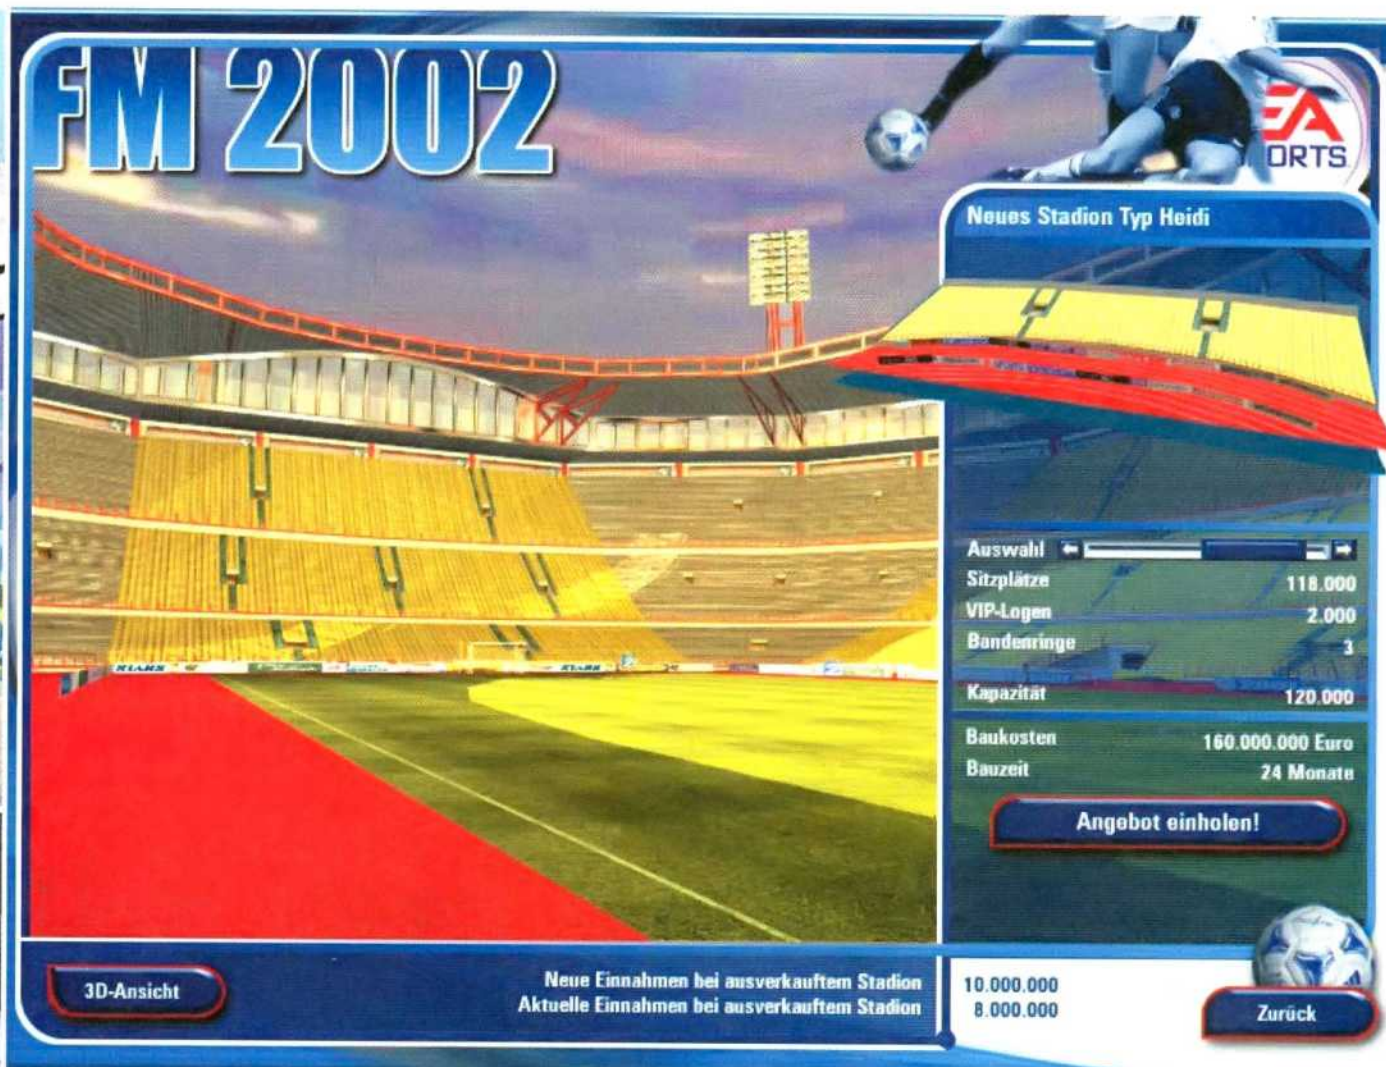 FM 2002
EA
ORTS
Neues Stadion Typ Heidi
Auswahl
Sitzplätze 118.000
VIP-Logen 2.000
Bandenringe 3
Kapazität 120.000
Baukosten 160.000.000 Euro
Bauzeit 24 Monate
Angebot einholen!
3D-Ansicht
Neue Einnahmen bei ausverkauftem Stadion 10.000.000
Aktuelle Einnahmen bei ausverkauftem Stadion 8.000.000
Zurück